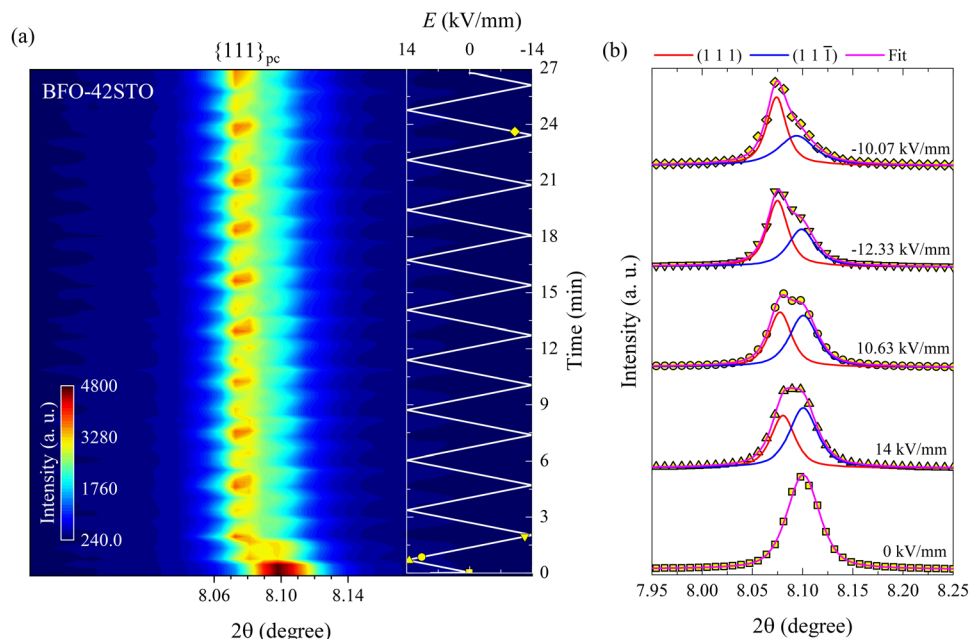 (a)
E (kV/mm)
{111}pc
14 0 -14
BFO-42STO
27
24
21
18
15
12
9
6
3
0
Time (min)
4800
3280
1760
240.0
Intensity (a. u.)
8.06 8.10 8.14
2θ (degree)
(b)
(1 1 1) (1 1 1̅) Fit
-10.07 kV/mm
-12.33 kV/mm
10.63 kV/mm
14 kV/mm
0 kV/mm
Intensity (a. u.)
7.95 8.00 8.05 8.10 8.15 8.20 8.25
2θ (degree)